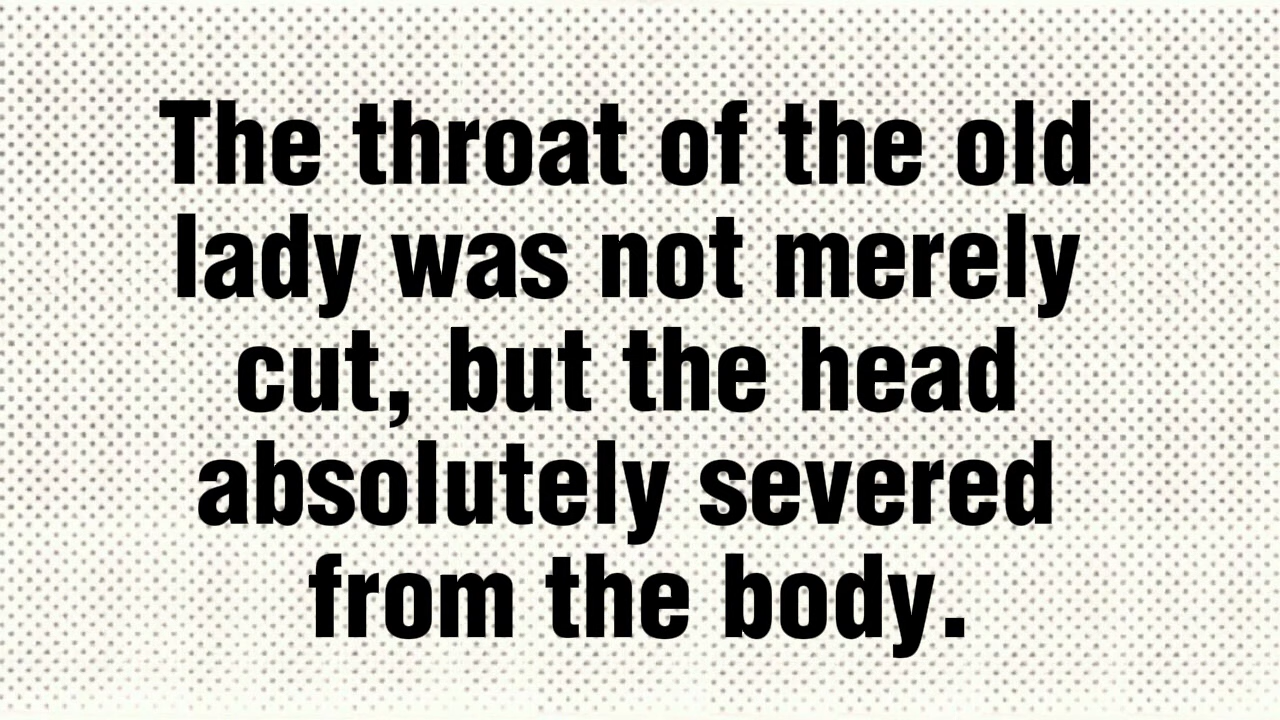 The throat of the old
lady was not merely
cut, but the head
absolutely severed
from the body.